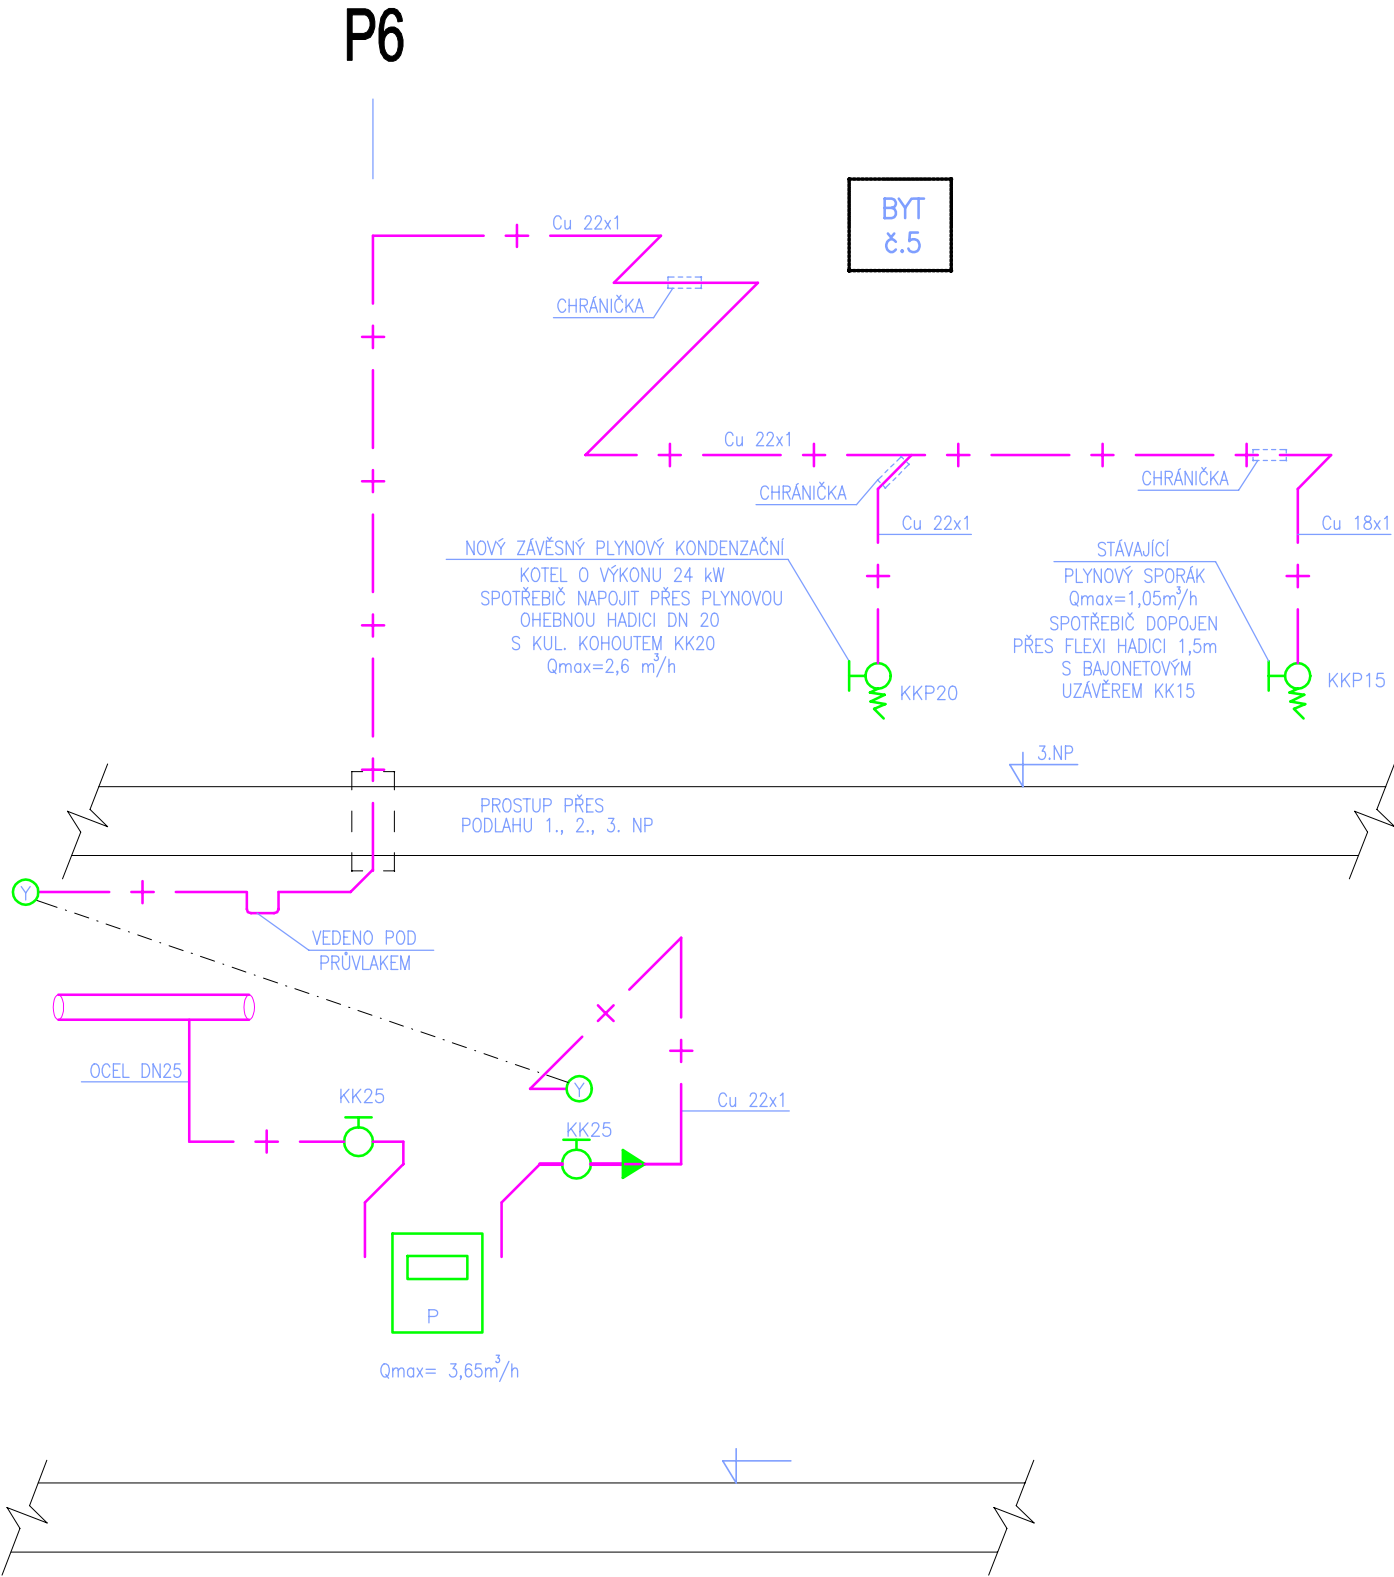 P6
Cu 22x1
BYT
č.5
CHRÁNIČKA
Cu 22x1
CHRÁNIČKA
CHRÁNIČKA
Cu 22x1
Cu 18x1
NOVÝ ZÁVĚSNÝ PLYNOVÝ KONDENZAČNÍ
KOTEL O VÝKONU 24 kW
SPOTŘEBIČ NAPOJIT PŘES PLYNOVOU
OHEBNOU HADICI DN 20
S KUL. KOHOUTEM KK20
Qmax=2,6 m³/h
STÁVAJÍCÍ
PLYNOVÝ SPORÁK
Qmax=1,05m³/h
SPOTŘEBIČ DOPOJEN
PŘES FLEXI HADICI 1,5m
S BAJONETOVÝM
UZÁVĚREM KK15
KKP20
KKP15
3.NP
PROSTUP PŘES
PODLAHU 1., 2., 3. NP
Y
VEDENO POD
PRŮVLAKEM
OCEL DN25
KK25
Y
Cu 22x1
KK25
P
Qmax= 3,65m³/h